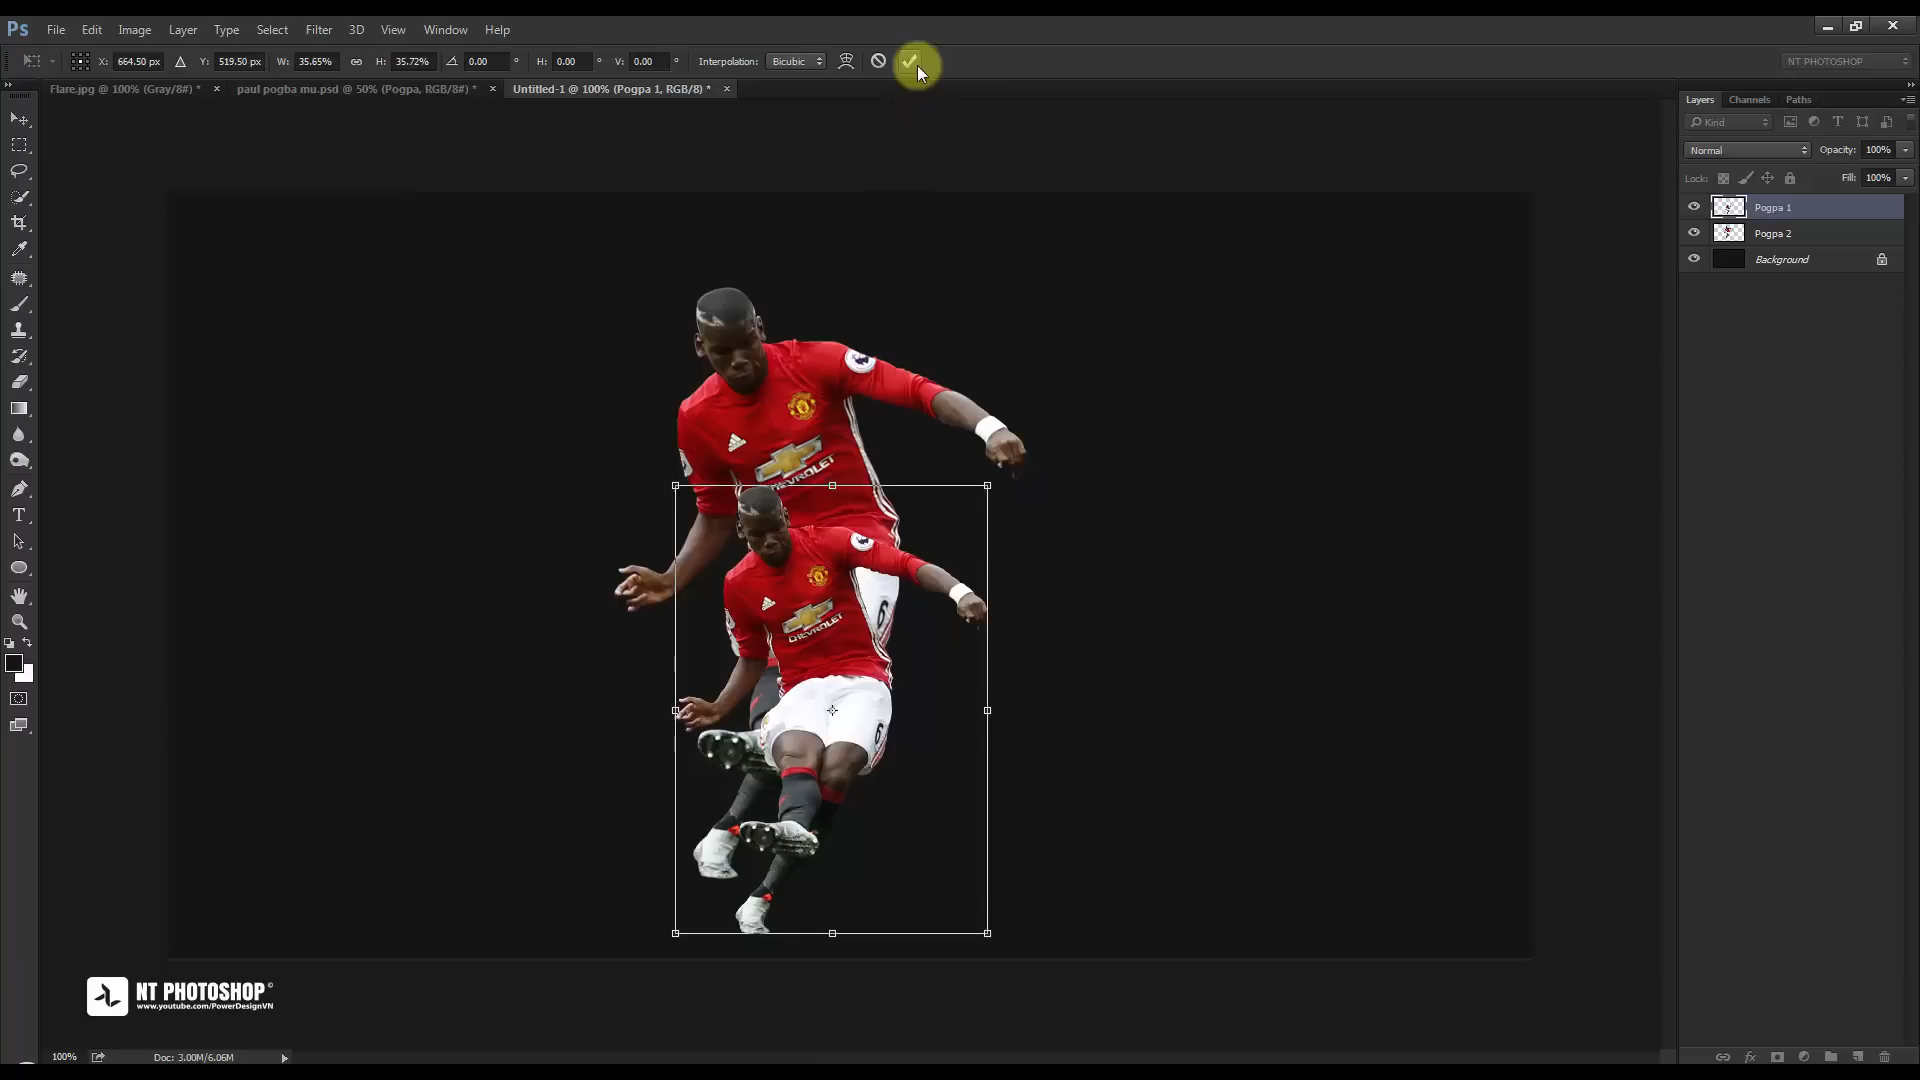 Ps File Edit Image Layer Type Select Filter 3D View Window Help
X: 664.50 px Y: 519.50 px W: 35.65% H: 35.72% 0.00 ° H: 0.00 ° V: 0.00 ° Interpolation: Bicubic NT PHOTOSHOP
Flare.jpg @ 100% (Gray/8#) * × paul pogba mu.psd @ 50% (Pogpa, RGB/8#) * × Untitled-1 @ 100% (Pogpa 1, RGB/8) * ×
Layers Channels Paths
Kind
Normal Opacity: 100%
Lock: Fill: 100%
Pogpa 1
Pogpa 2
Background
CHEVROLET
6
CHEVROLET
6
NT PHOTOSHOP ©
www.youtube.com/PowerDesignVN
100% Doc: 3.00M/6.06M